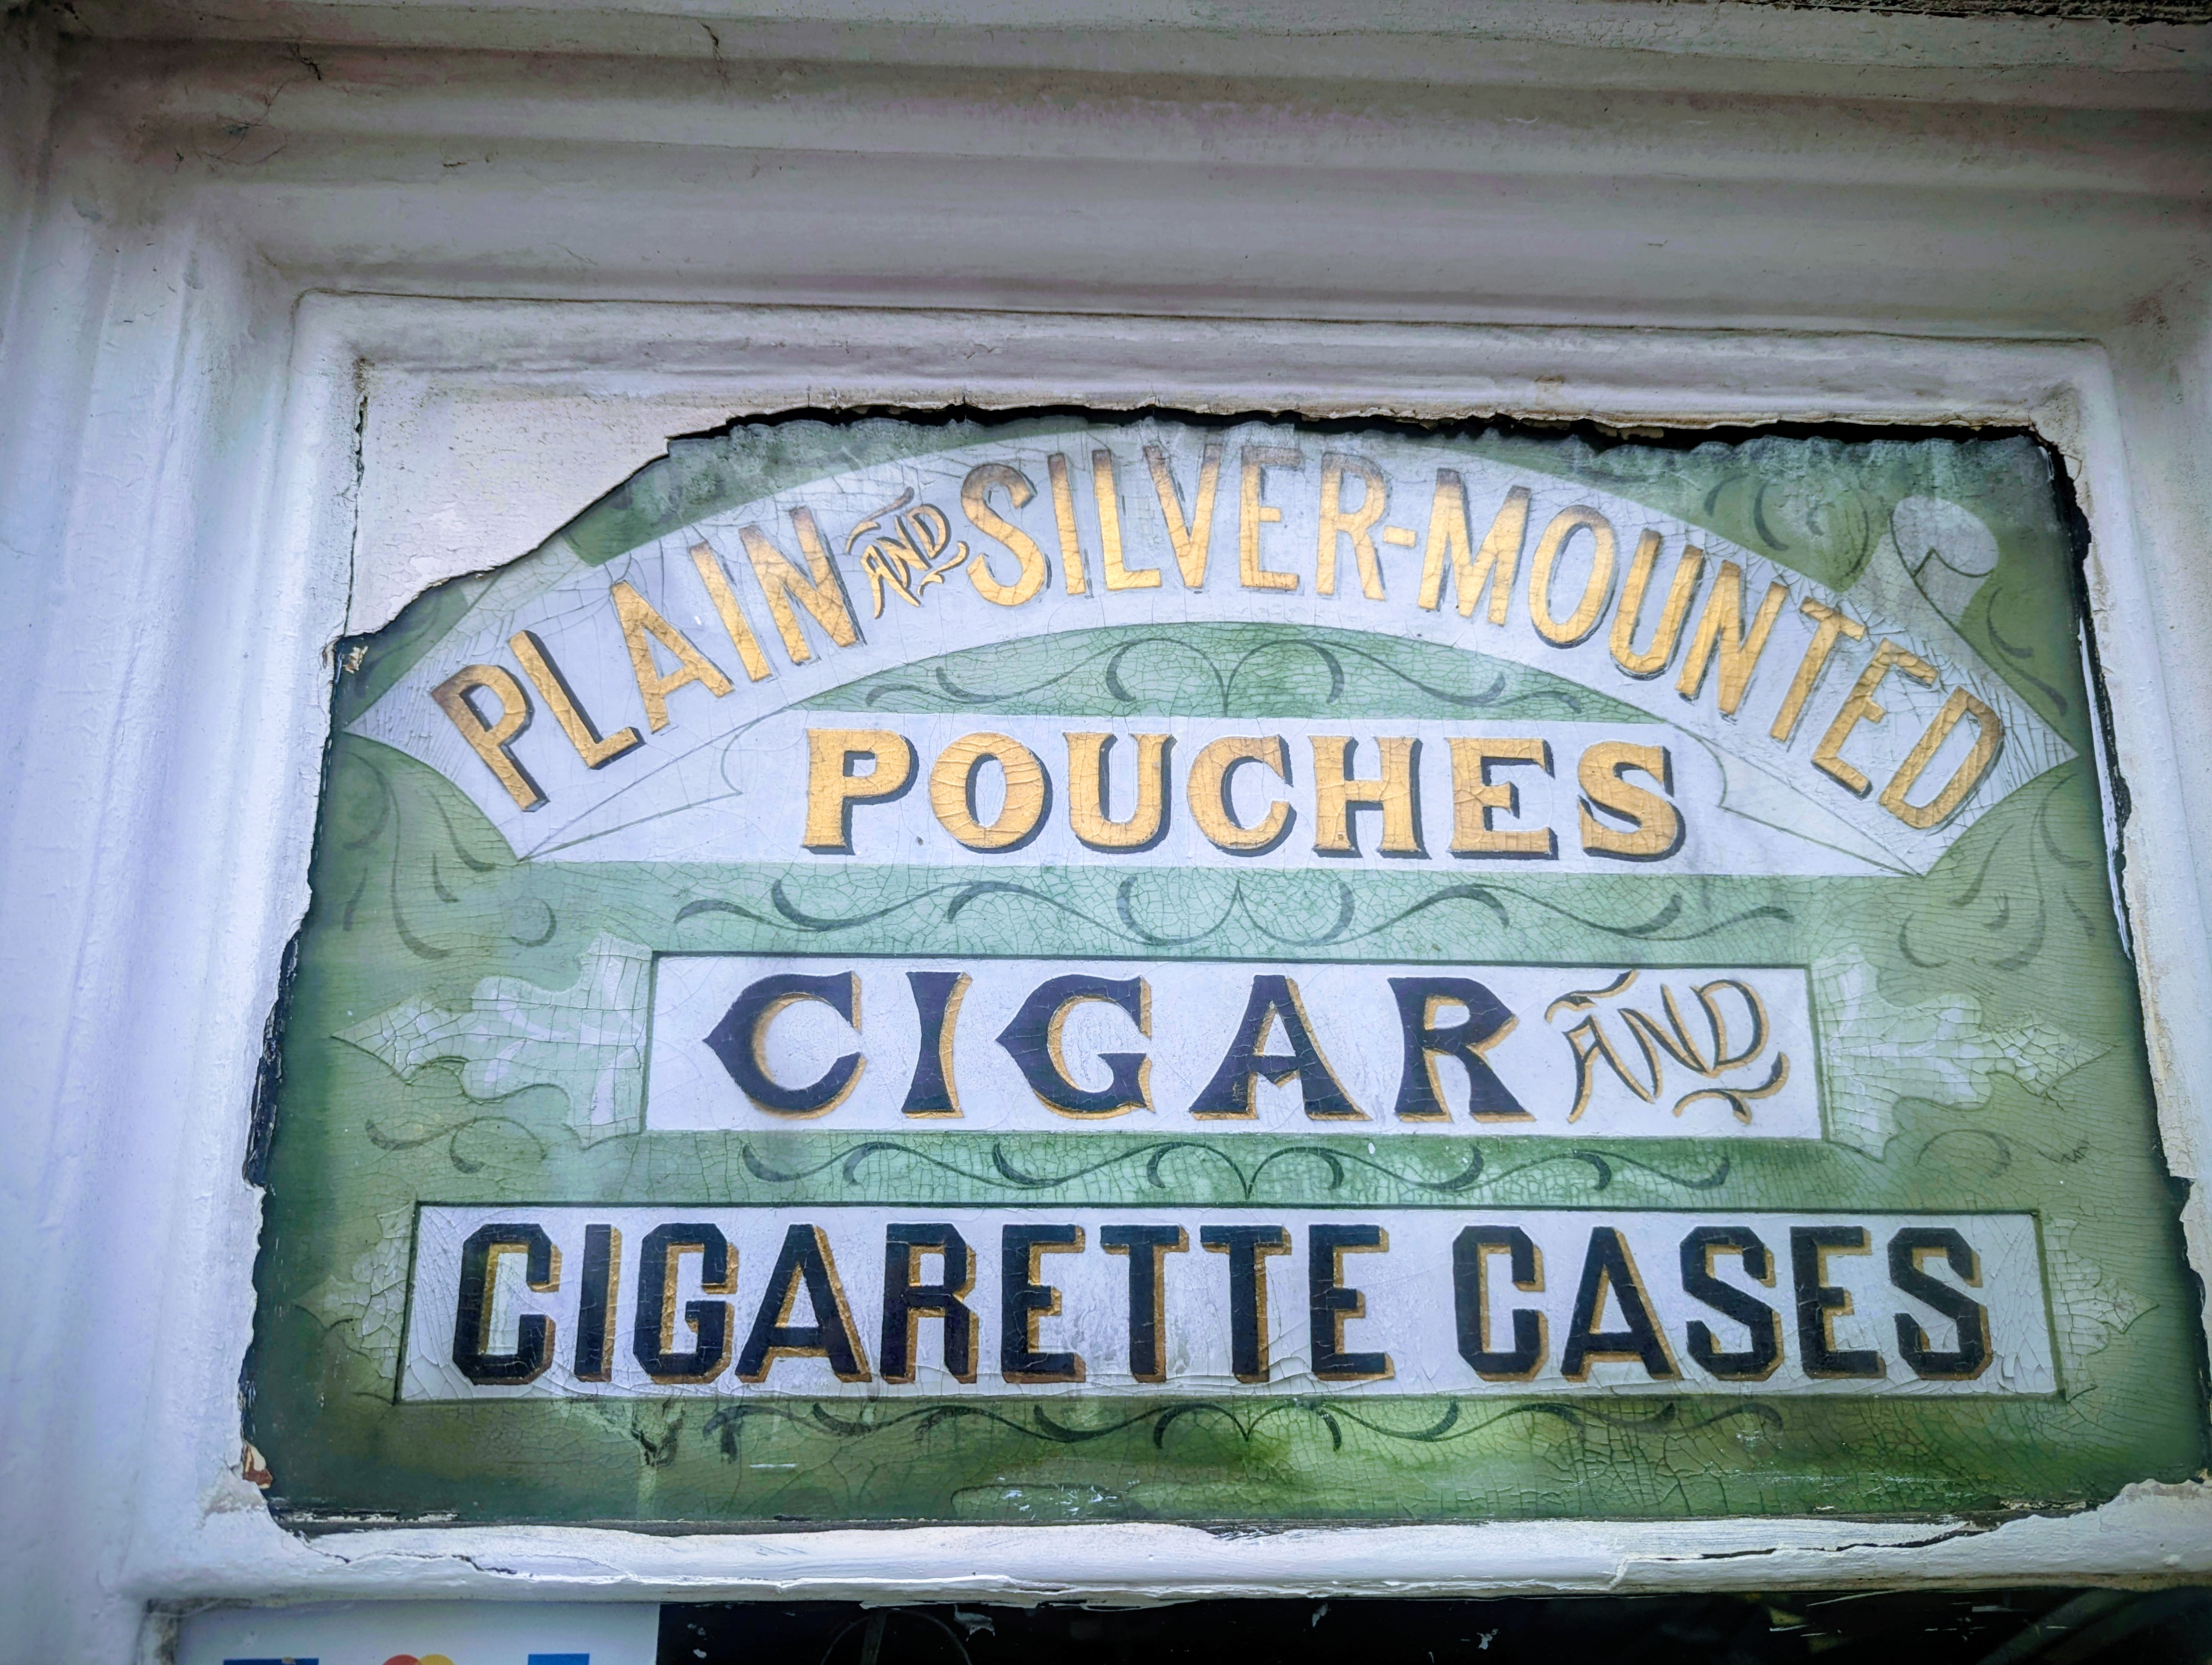 PLAIN AND SILVER-MOUNTED
POUCHES
CIGAR AND
CIGARETTE CASES